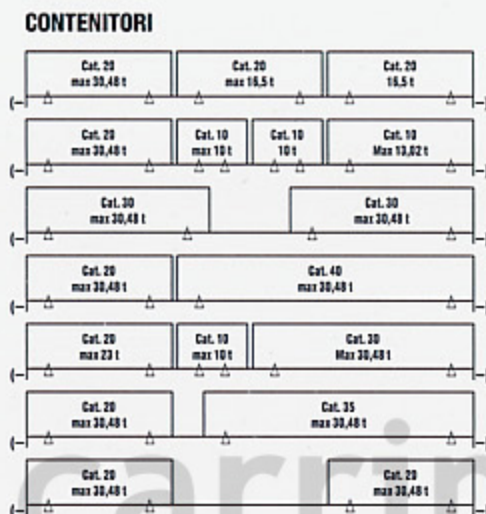 CONTENITORI
Cat. 20 Cat. 20 Cat. 20
max 30,48 t max 16,5 t 16,5 t
Cat. 20 Cat. 10 Cat. 10 Cat. 10
max 30,48 t max 10 t 10 t Max 13,02 t
Cat. 30 Cat. 30
max 30,48 t max 30,48 t
Cat. 20 Cat. 40
max 30,48 t max 30,48 t
Cat. 20 Cat. 10 Cat. 30
max 23 t max 10 t Max 30,48 t
Cat. 20 Cat. 35
max 30,48 t max 30,48 t
Cat. 20 Cat. 20
max 30,48 t max 30,48 t
carrin